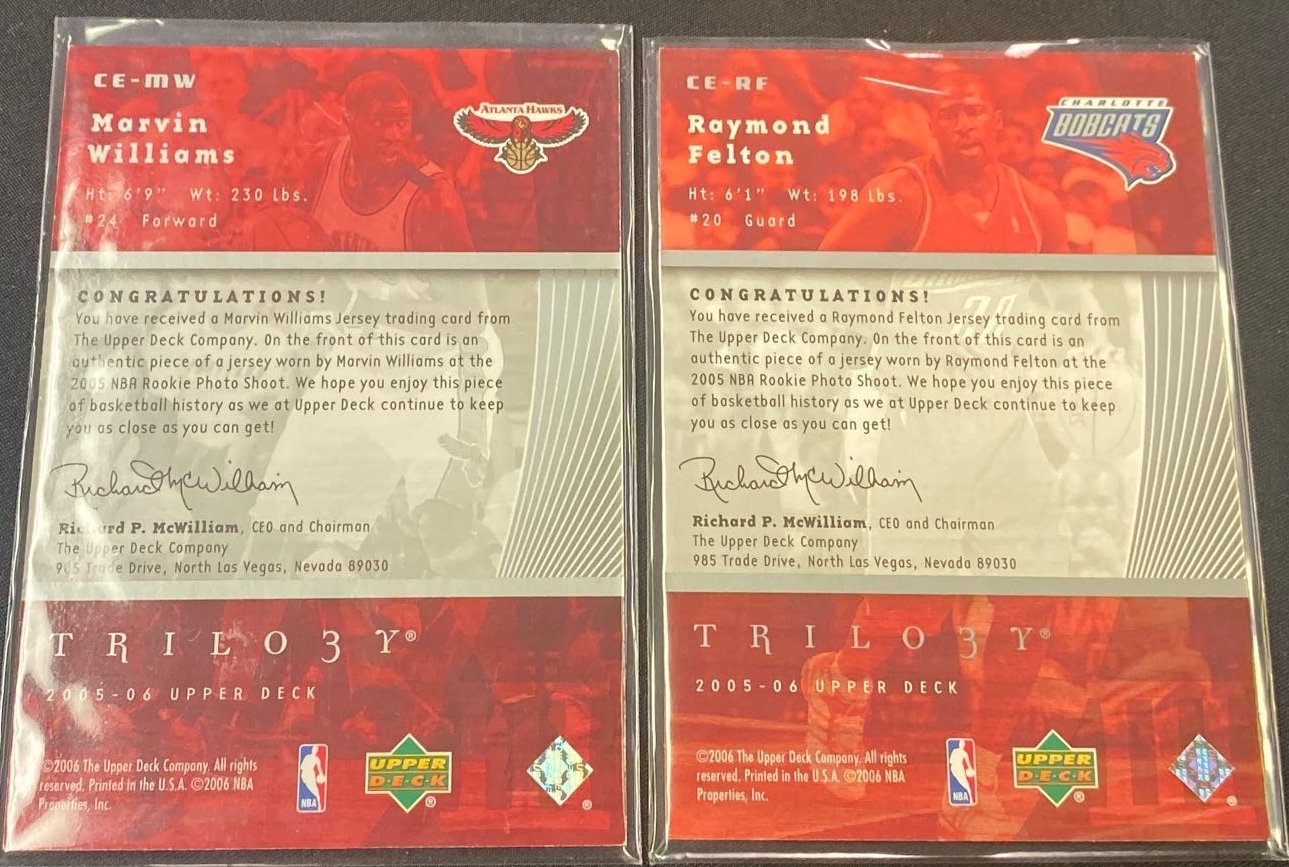 CE-MW
Marvin
Williams
ATLANTA HAWKS
Ht: 6'9" Wt: 230 Lbs.
#24 Forward
CONGRATULATIONS!
You have received a Marvin Williams Jersey trading card from
The Upper Deck Company. On the front of this card is an
authentic piece of a jersey worn by Marvin Williams at the
2005 NBA Rookie Photo Shoot. We hope you enjoy this piece
of basketball history as we at Upper Deck continue to keep
you as close as you can get!
Richard McWilliam
Richard P. McWilliam, CEO and Chairman
The Upper Deck Company
985 Trade Drive, North Las Vegas, Nevada 89030
TRILO3Y®
2005-06 UPPER DECK
©2006 The Upper Deck Company. All rights
reserved. Printed in the U.S.A. ©2006 NBA
Properties, Inc.
NBA
UPPER
DECK®
®
CE-RF
Raymond
Felton
CHARLOTTE
BOBCATS
Ht: 6'1" Wt: 198 Lbs.
#20 Guard
CONGRATULATIONS!
You have received a Raymond Felton Jersey trading card from
The Upper Deck Company. On the front of this card is an
authentic piece of a jersey worn by Raymond Felton at the
2005 NBA Rookie Photo Shoot. We hope you enjoy this piece
of basketball history as we at Upper Deck continue to keep
you as close as you can get!
Richard McWilliam
Richard P. McWilliam, CEO and Chairman
The Upper Deck Company
985 Trade Drive, North Las Vegas, Nevada 89030
TRILO3Y®
2005-06 UPPER DECK
©2006 The Upper Deck Company. All rights
reserved. Printed in the U.S.A. ©2006 NBA
Properties, Inc.
NBA
UPPER
DECK®
®